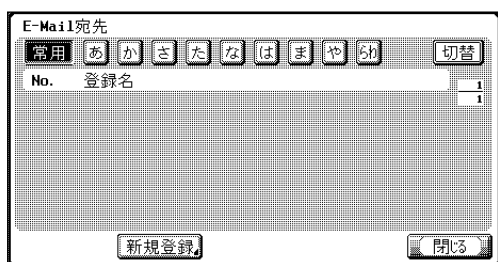 E-Mail宛先
常用 あ か さ た な は ま や られ 切替
No. 登録名
1
1
新規登録 閉じる